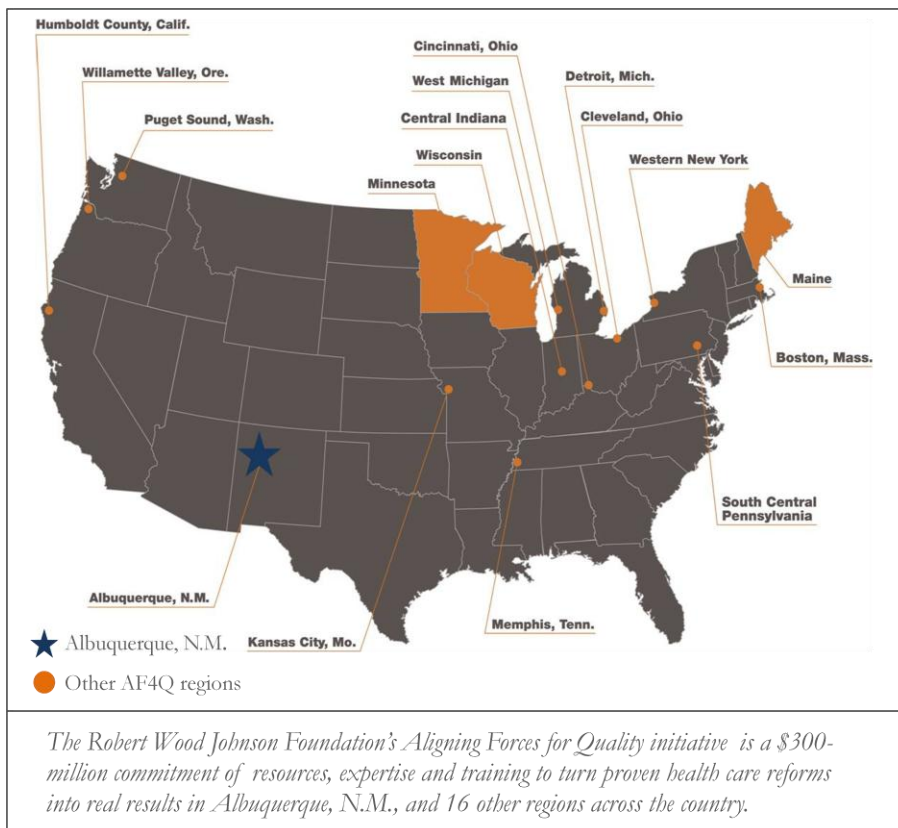 Humboldt County, Calif.
Willamette Valley, Ore.
Puget Sound, Wash.
Cincinnati, Ohio
West Michigan
Central Indiana
Wisconsin
Minnesota
Detroit, Mich.
Cleveland, Ohio
Western New York
Maine
Boston, Mass.
South Central
Pennsylvania
Albuquerque, N.M.
Kansas City, Mo.
Memphis, Tenn.
Albuquerque, N.M.
Other AF4Q regions
The Robert Wood Johnson Foundation's Aligning Forces for Quality initiative is a $300-
million commitment of resources, expertise and training to turn proven health care reforms
into real results in Albuquerque, N.M., and 16 other regions across the country.